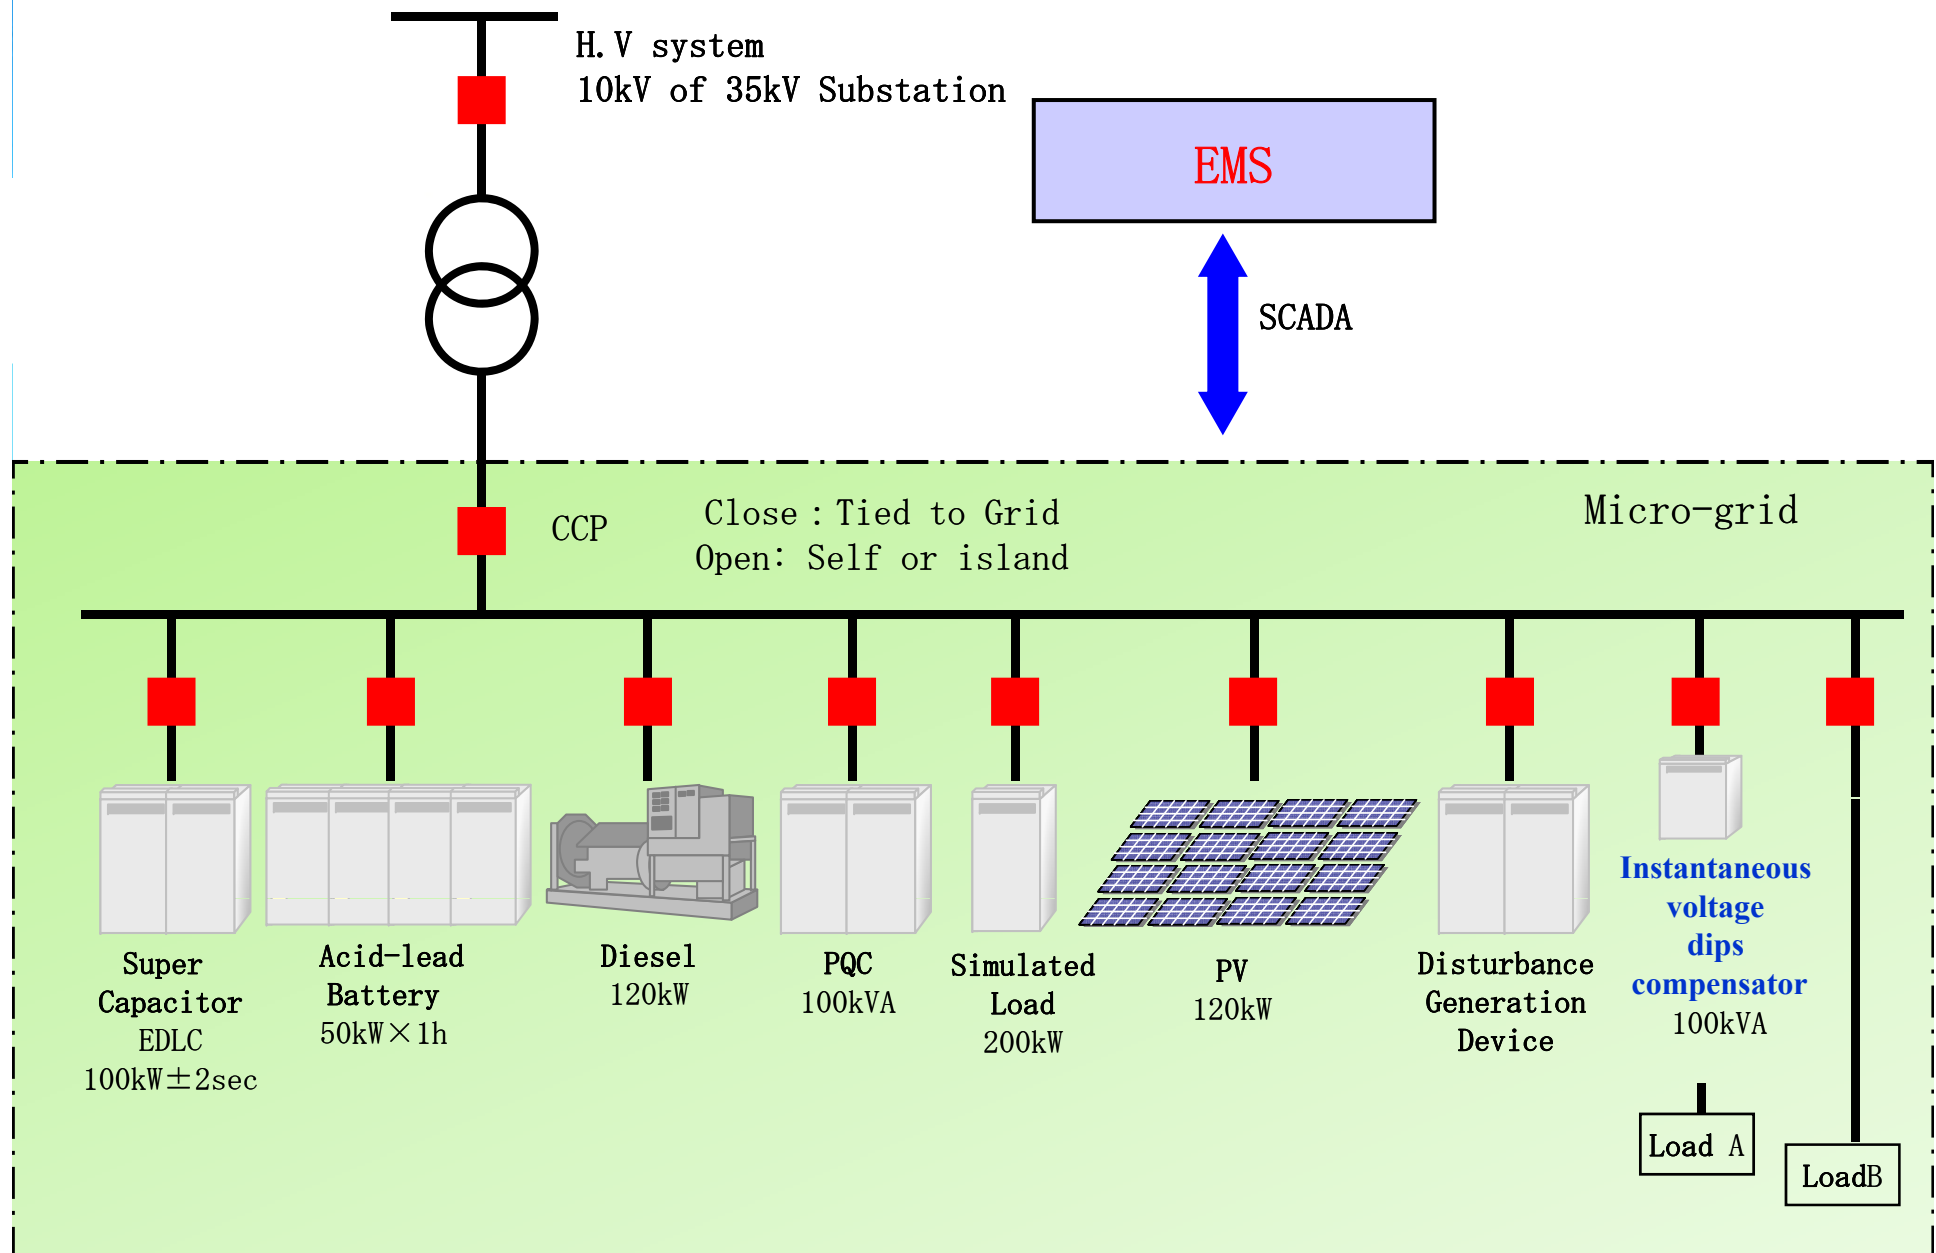 H.V system
10kV of 35kV Substation
EMS
SCADA
CCP
Close：Tied to Grid
Open: Self or island
Micro-grid
Super
Capacitor
EDLC
100kW±2sec
Acid-lead
Battery
50kW×1h
Diesel
120kW
PQC
100kVA
Simulated
Load
200kW
PV
120kW
Disturbance
Generation
Device
Instantaneous
voltage
dips
compensator
100kVA
Load A
LoadB